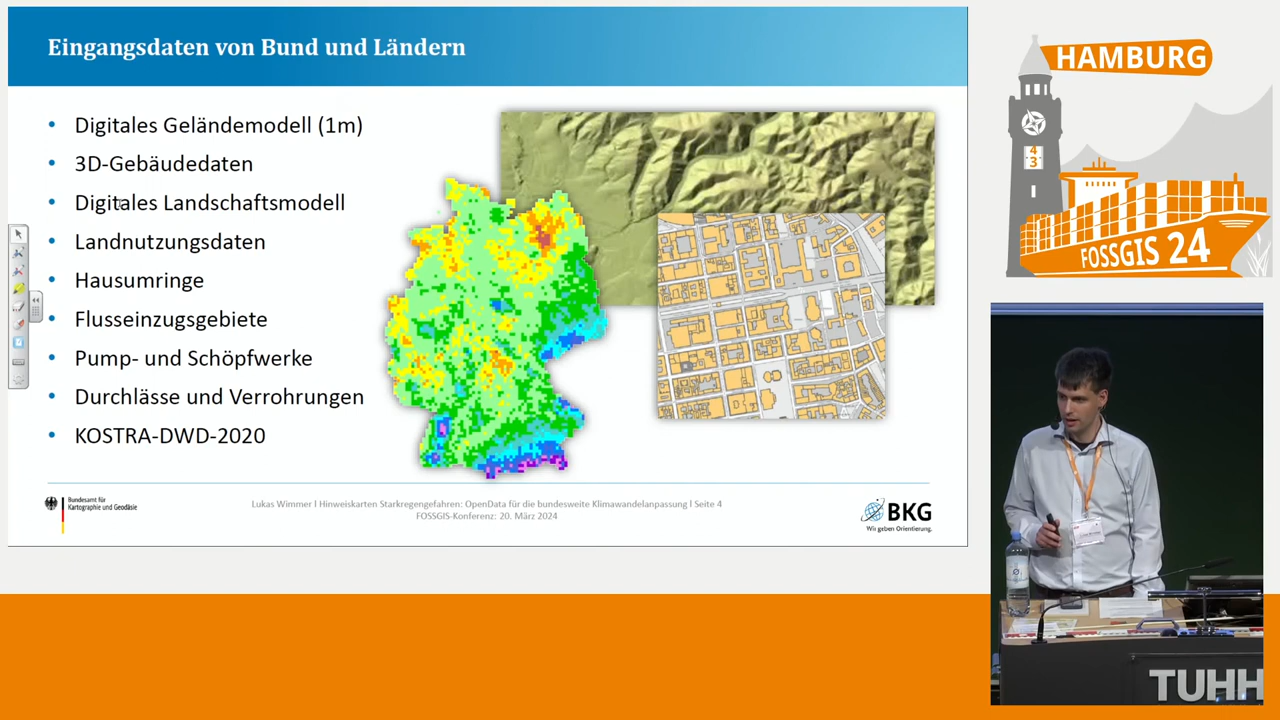 Eingangsdaten von Bund und Ländern
• Digitales Geländemodell (1m)
• 3D-Gebäudedaten
• Digitales Landschaftsmodell
• Landnutzungsdaten
• Hausumringe
• Flusseinzugsgebiete
• Pump- und Schöpfwerke
• Durchlässe und Verrohrungen
• KOSTRA-DWD-2020
Bundesamt für
Kartographie und Geodäsie
Lukas Wimmer | Hinweiskarten Starkregengefahren: OpenData für die bundesweite Klimawandelanpassung | Seite 4
FOSSGIS-Konferenz: 20. März 2024
BKG
Wir geben Orientierung.
HAMBURG
4
3
FOSSGIS 24
TUHH